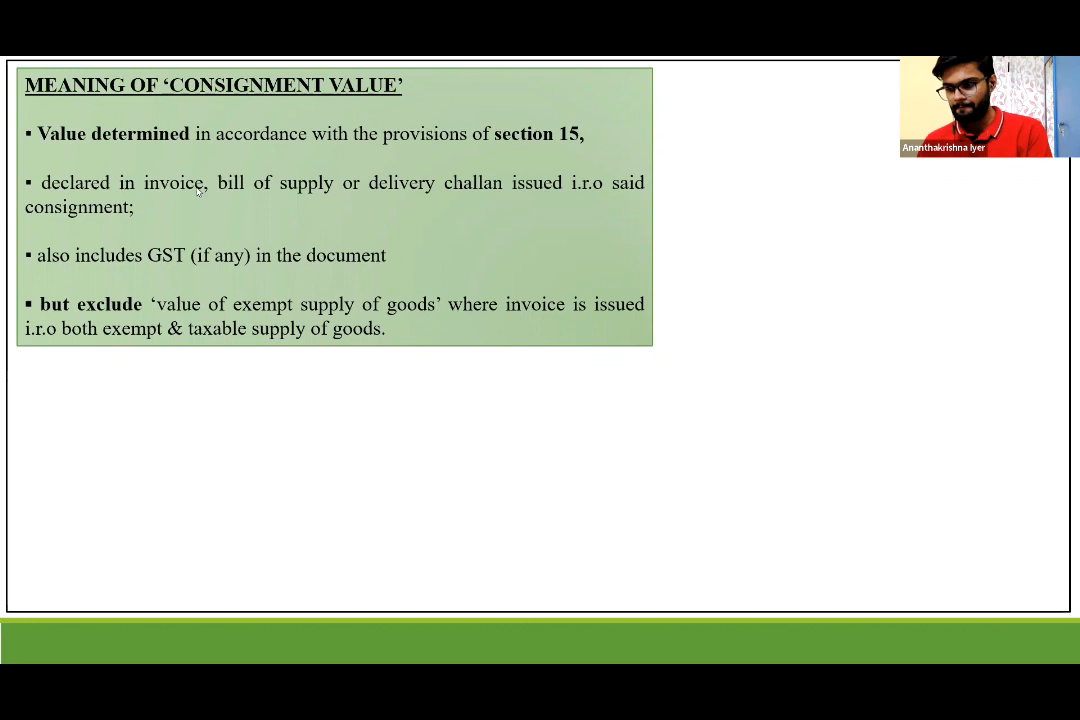 MEANING OF ‘CONSIGNMENT VALUE’
▪ Value determined in accordance with the provisions of section 15,
▪ declared in invoice, bill of supply or delivery challan issued i.r.o said
consignment;
▪ also includes GST (if any) in the document
▪ but exclude ‘value of exempt supply of goods’ where invoice is issued
i.r.o both exempt & taxable supply of goods.
Ananthakrishna Iyer